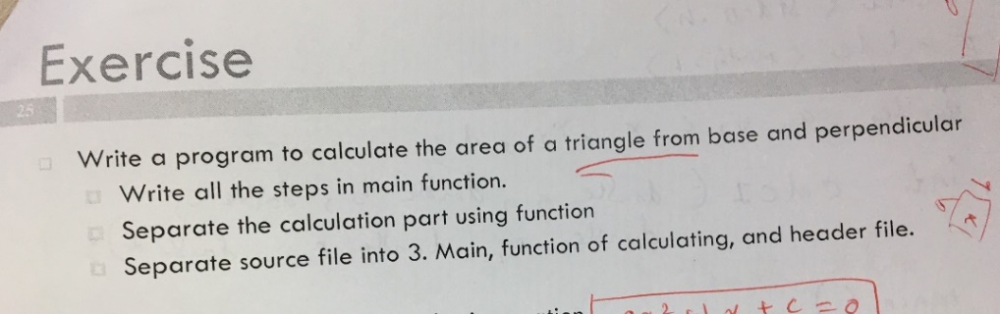 Exercise
25
Write a program to calculate the area of a triangle from base and perpendicular
Write all the steps in main function.
Separate the calculation part using function
Separate source file into 3. Main, function of calculating, and header file.
+ c = 0